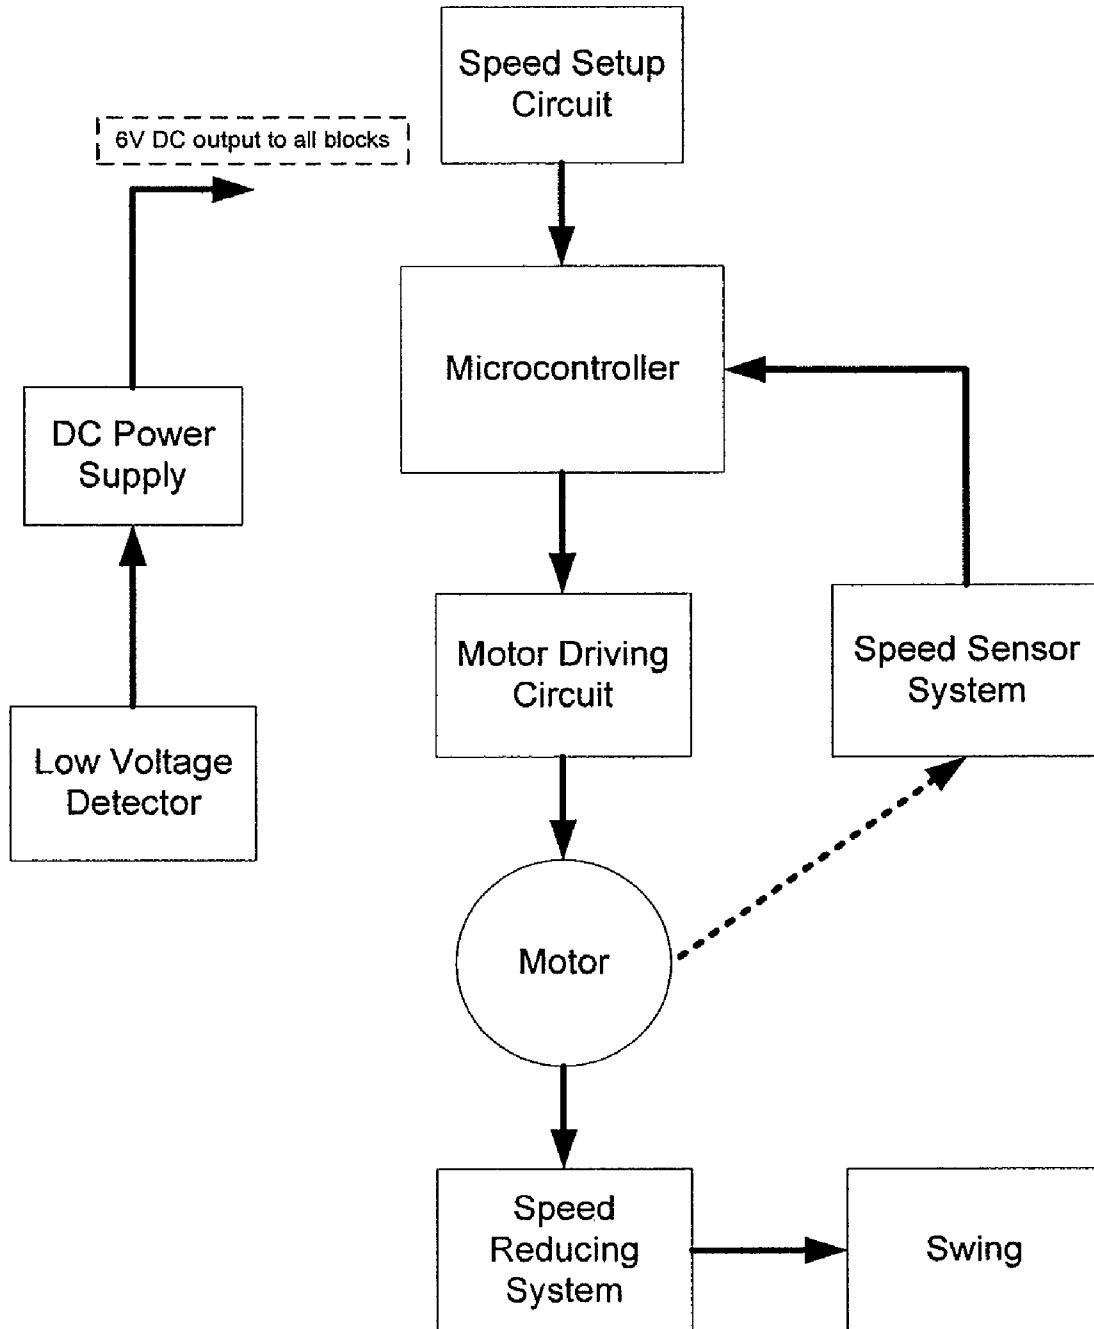 Speed Setup
Circuit
6V DC output to all blocks
Microcontroller
DC Power
Supply
Motor Driving
Circuit
Speed Sensor
System
Low Voltage
Detector
Motor
Speed
Reducing
System
Swing